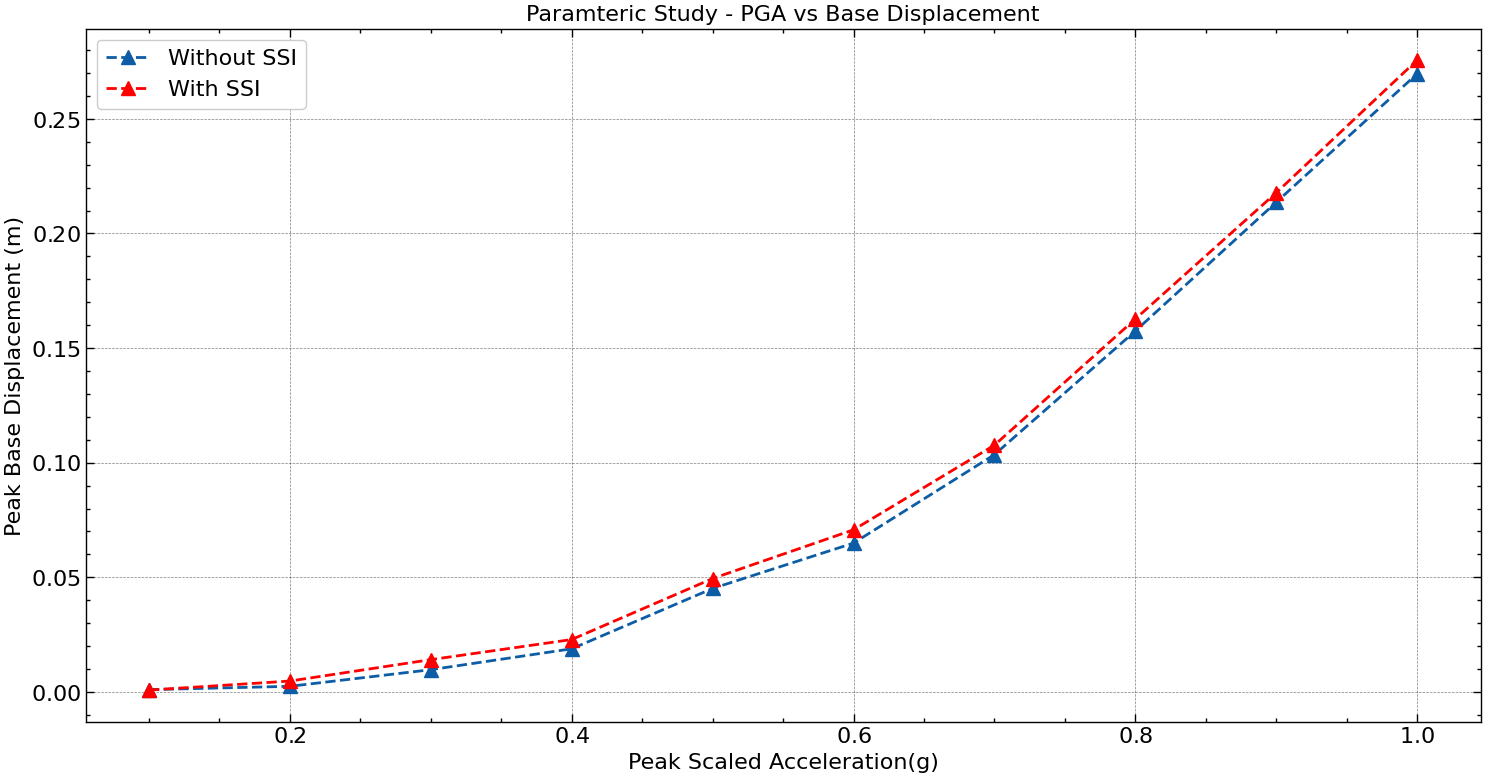 Paramteric Study - PGA vs Base Displacement
Without SSI
With SSI
Peak Base Displacement (m)
0.25
0.20
0.15
0.10
0.05
0.00
0.2
0.4
0.6
0.8
1.0
Peak Scaled Acceleration(g)